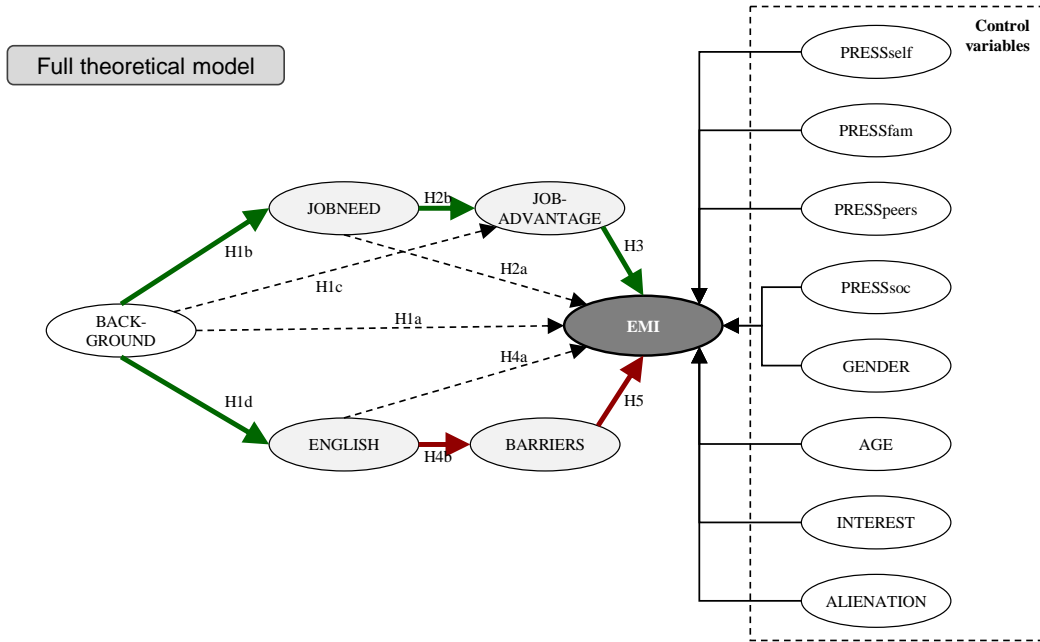 Full theoretical model
Control
variables
PRESSself
PRESSfam
PRESSpeers
PRESSsoc
GENDER
AGE
INTEREST
ALIENATION
JOBNEED
H2b
JOB-
ADVANTAGE
H1b
H1c
H2a
H3
BACK-
GROUND
H1a
EMI
H4a
H1d
H5
ENGLISH
H4b
BARRIERS